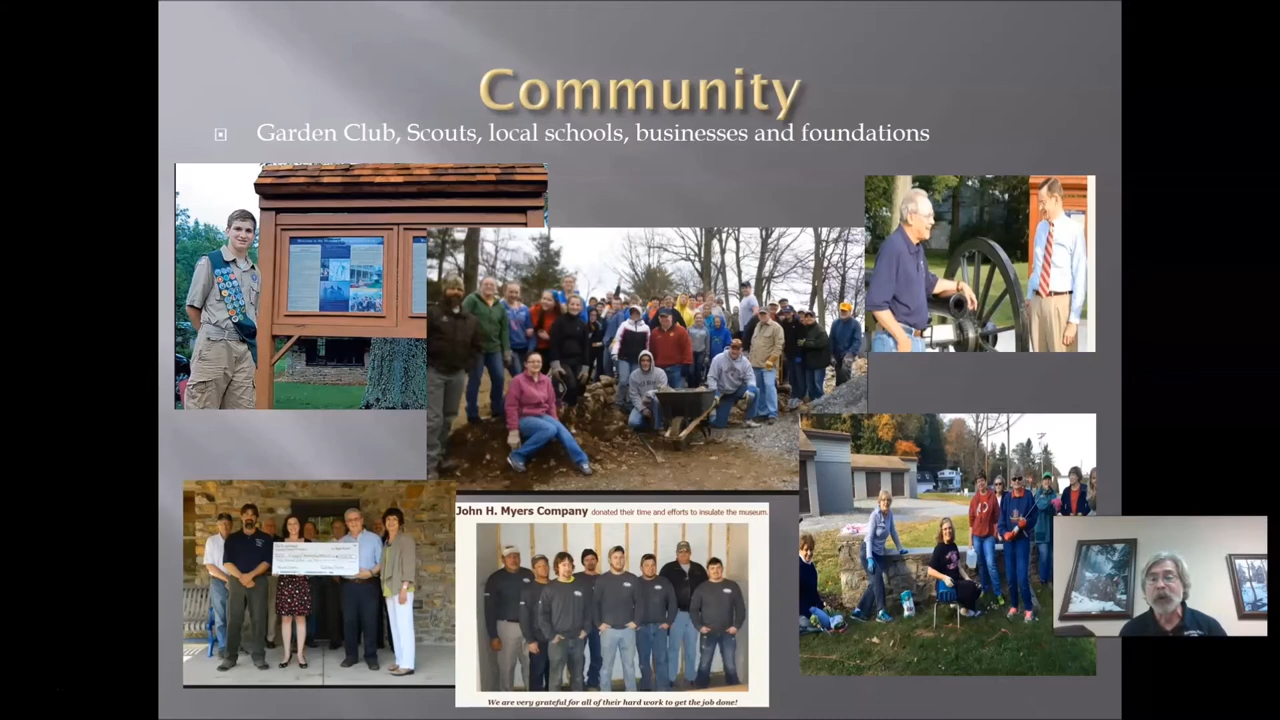 Community
Garden Club, Scouts, local schools, businesses and foundations
John H. Myers Company donated their time and efforts to insulate the museum.
We are very grateful for all of their hard work to get the job done!